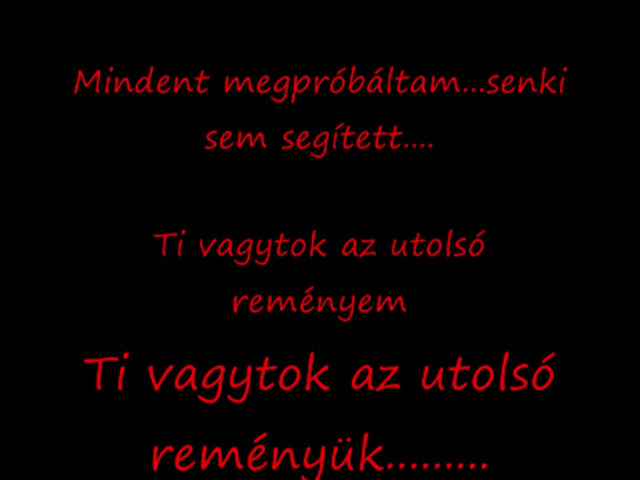 Mindent megpróbáltam...senki
sem segített....
Ti vagytok az utolsó
reményem
Ti vagytok az utolsó
reményük.........